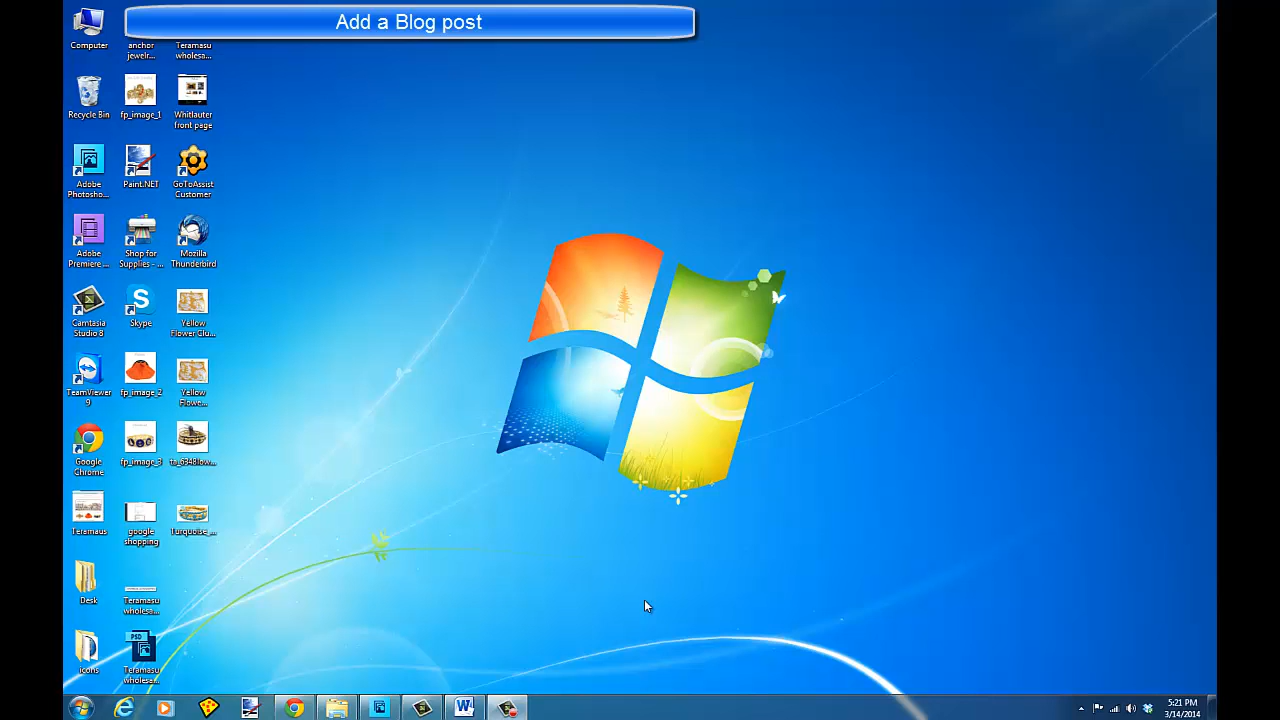 Add a Blog post
Computer
anchor
jewelr...
Teramasu
wholesa...
Recycle Bin
fp_image_1
Whitlauter
front page
Adobe
Photosho...
Paint.NET
GoToAssist
Customer
Adobe
Premiere ...
Shop for
Supplies - ...
Mozilla
Thunderbird
Camtasia
Studio 8
Skype
Yellow
Flower Clu...
TeamViewer
9
fp_image_2
Yellow
Flowe...
Google
Chrome
fp_image_3
Teramaus
google
shopping
Turquoise_...
Desk
Teramasu
wholesa...
icons
PSD
Teramasu
wholesa...
5:21 PM
3/14/2014